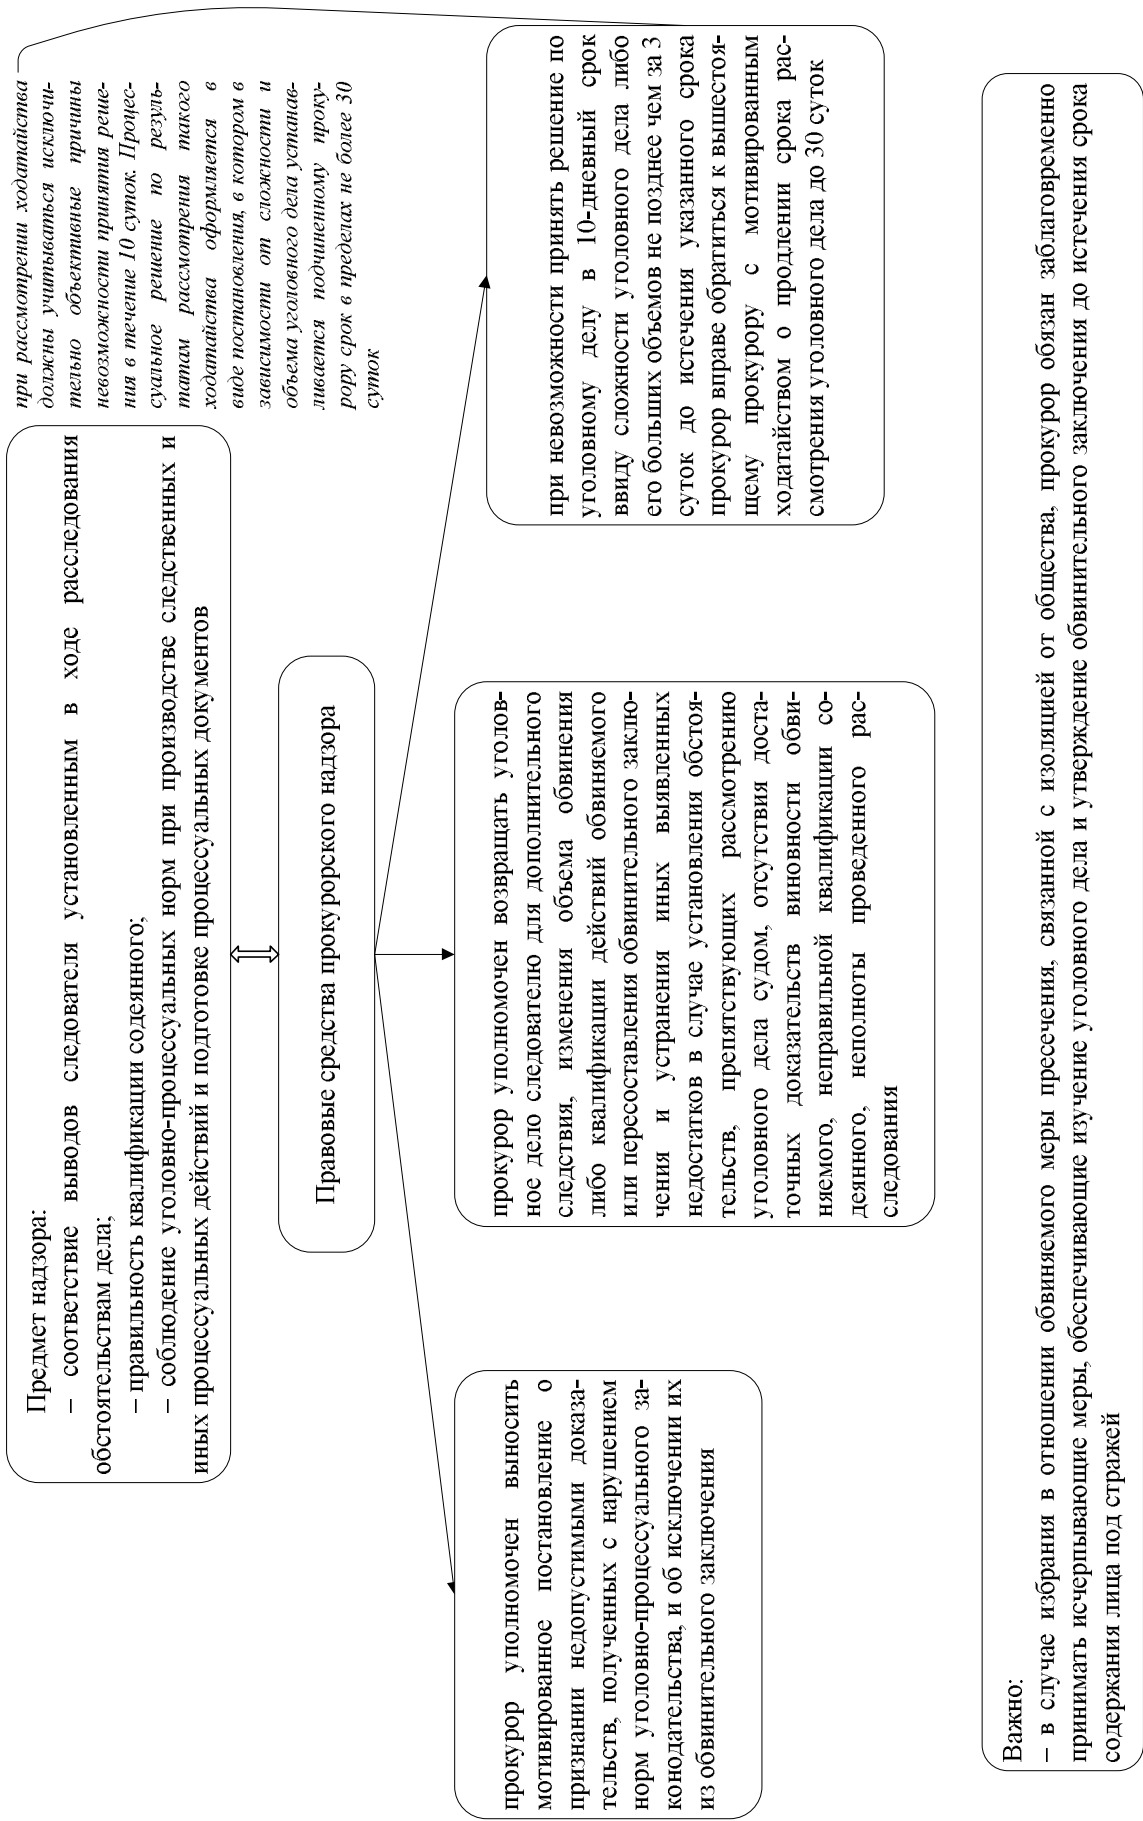 Предмет надзора:
– соответствие выводов следователя установленным в ходе расследования
обстоятельствам дела;
– правильность квалификации содеянного;
– соблюдение уголовно-процессуальных норм при производстве следственных и
иных процессуальных действий и подготовке процессуальных документов
при рассмотрении ходатайства
должны учитываться исключи-
тельно объективные причины
невозможности принятия реше-
ния в течение 10 суток. Процес-
суальное решение по резуль-
татам рассмотрения такого
ходатайства оформляется в
виде постановления, в котором в
зависимости от сложности и
объема уголовного дела устанав-
ливается подчиненному проку-
рору срок в пределах не более 30
суток
Правовые средства прокурорского надзора
прокурор уполномочен выносить
мотивированное постановление о
признании недопустимыми доказа-
тельств, полученных с нарушением
норм уголовно-процессуального за-
конодательства, и об исключении их
из обвинительного заключения
прокурор уполномочен возвращать уголов-
ное дело следователю для дополнительного
следствия, изменения объема обвинения
либо квалификации действий обвиняемого
или пересоставления обвинительного заклю-
чения и устранения иных выявленных
недостатков в случае установления обстоя-
тельств, препятствующих рассмотрению
уголовного дела судом, отсутствия доста-
точных доказательств виновности обви-
няемого, неправильной квалификации со-
деянного, неполноты проведенного рас-
следования
при невозможности принять решение по
уголовному делу в 10-дневный срок
ввиду сложности уголовного дела либо
его больших объемов не позднее чем за 3
суток до истечения указанного срока
прокурор вправе обратиться к вышестоя-
щему прокурору с мотивированным
ходатайством о продлении срока рас-
смотрения уголовного дела до 30 суток
Важно:
– в случае избрания в отношении обвиняемого меры пресечения, связаной с изоляцией от общества, прокурор обязан заблаговременно
принимать исчерпывающие меры, обеспечивающие изучение уголовного дела и утверждение обвинительного заключения до истечения срока
содержания лица под стражей